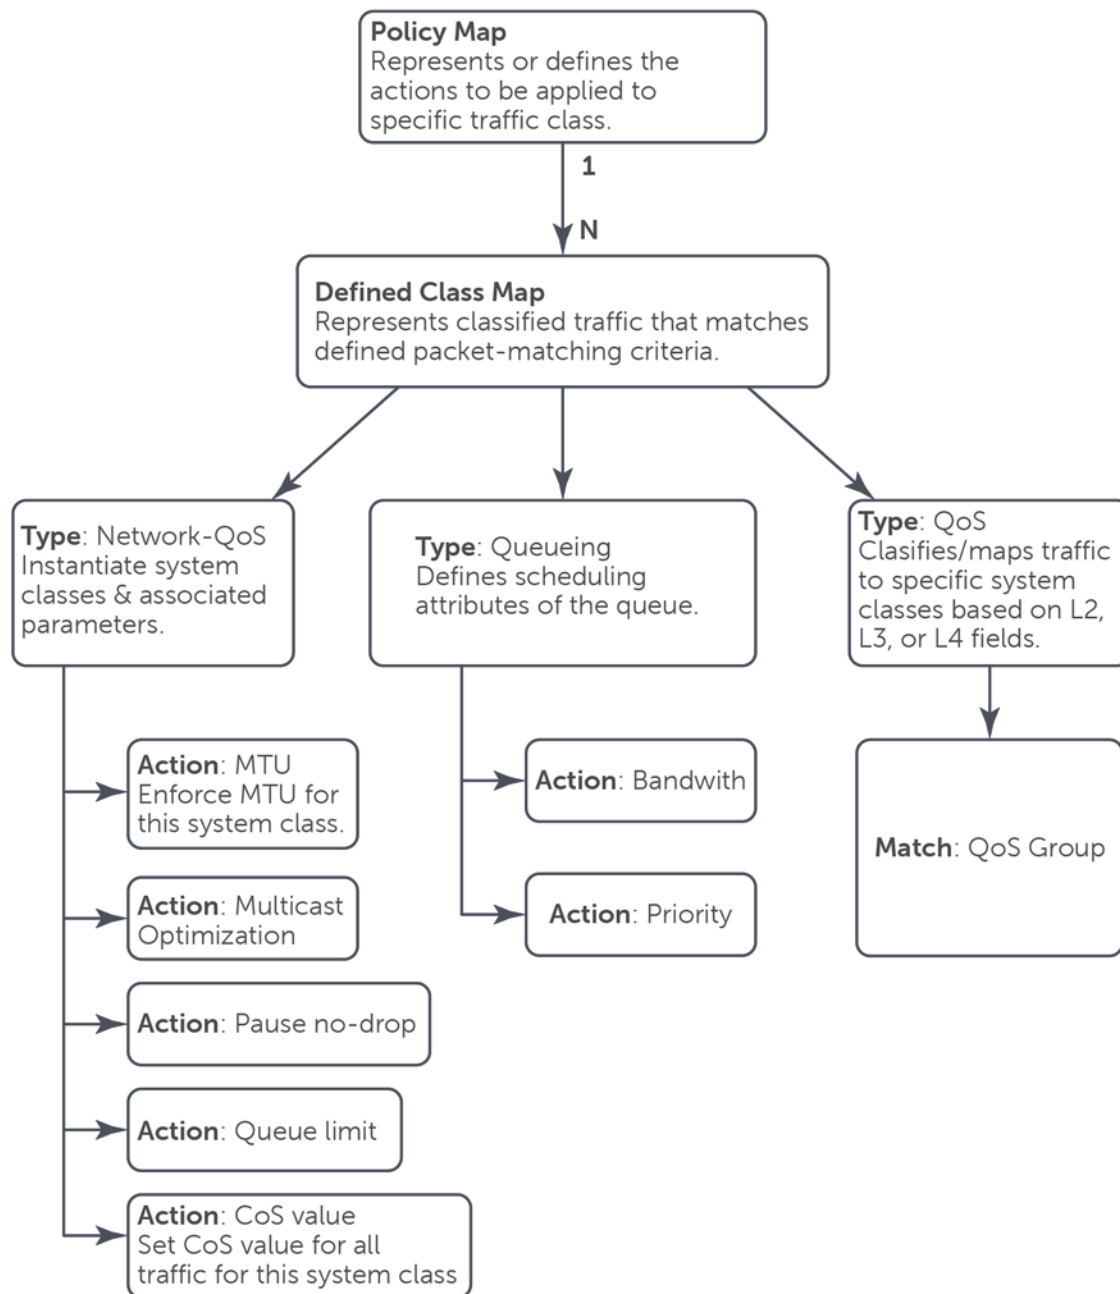 Policy Map
Represents or defines the
actions to be applied to
specific traffic class.
1
N
Defined Class Map
Represents classified traffic that matches
defined packet-matching criteria.
Type: Network-QoS
Instantiate system
classes & associated
parameters.
Type: Queueing
Defines scheduling
attributes of the queue.
Type: QoS
Clasifies/maps traffic
to specific system
classes based on L2,
L3, or L4 fields.
Action: MTU
Enforce MTU for
this system class.
Action: Multicast
Optimization
Action: Pause no-drop
Action: Queue limit
Action: CoS value
Set CoS value for all
traffic for this system class
Action: Bandwith
Action: Priority
Match: QoS Group